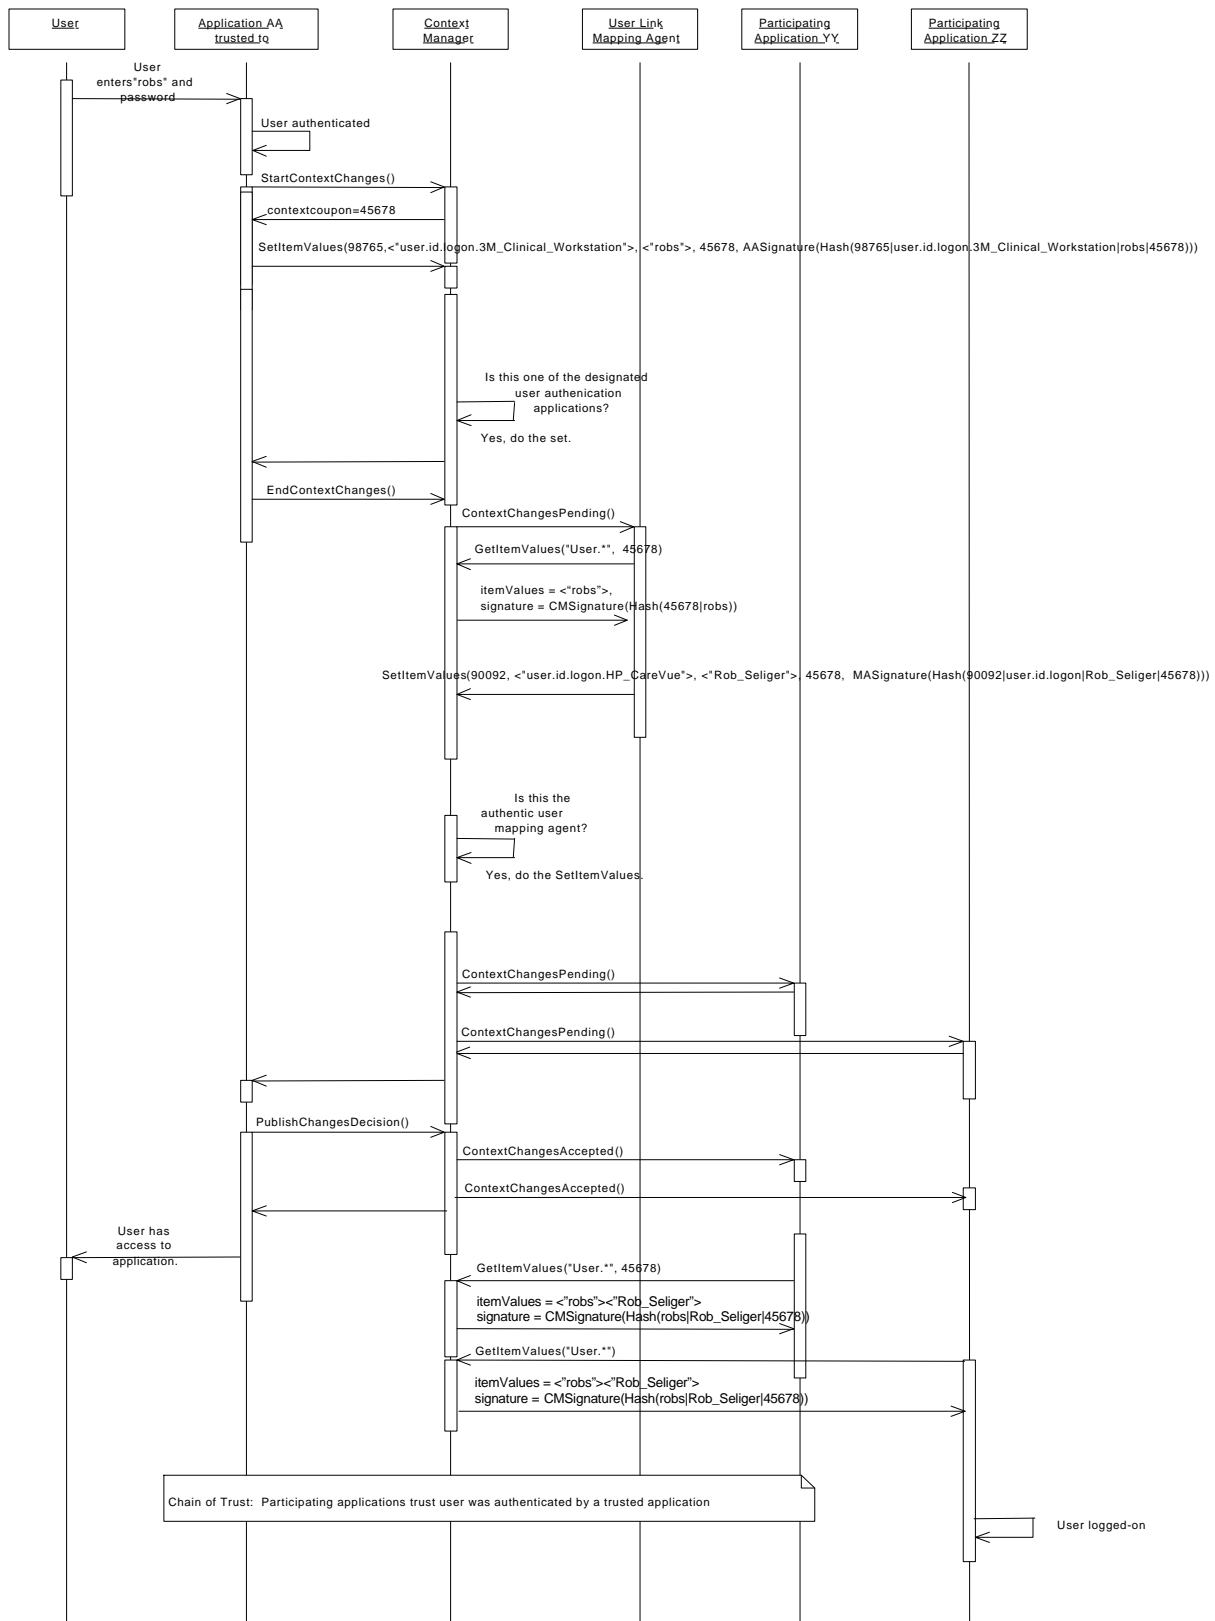 User
Application AA
trusted to
Context
Manager
User Link
Mapping Agent
Participating
Application YY
Participating
Application ZZ
User
enters"robs" and
password
User authenticated
StartContextChanges()
contextcoupon=45678
SetItemValues(98765,<"user.id.logon.3M_Clinical_Workstation">, <"robs">, 45678, AASignature(Hash(98765|user.id.logon.3M_Clinical_Workstation|robs|45678)))
Is this one of the designated
user authenication
applications?
Yes, do the set.
EndContextChanges()
ContextChangesPending()
GetItemValues("User.*", 45678)
itemValues = <“robs”>,
signature = CMSignature(Hash(45678|robs))
SetItemValues(90092, <"user.id.logon.HP_CareVue">, <"Rob_Seliger">, 45678, MASignature(Hash(90092|user.id.logon|Rob_Seliger|45678)))
Is this the
authentic user
mapping agent?
Yes, do the SetItemValues.
ContextChangesPending()
ContextChangesPending()
PublishChangesDecision()
ContextChangesAccepted()
ContextChangesAccepted()
User has
access to
application.
GetItemValues("User.*", 45678)
itemValues = <”robs”><”Rob_Seliger”>
signature = CMSignature(Hash(robs|Rob_Seliger|45678))
GetItemValues("User.*")
itemValues = <”robs”><”Rob_Seliger”>
signature = CMSignature(Hash(robs|Rob_Seliger|45678))
Chain of Trust: Participating applications trust user was authenticated by a trusted application
User logged-on